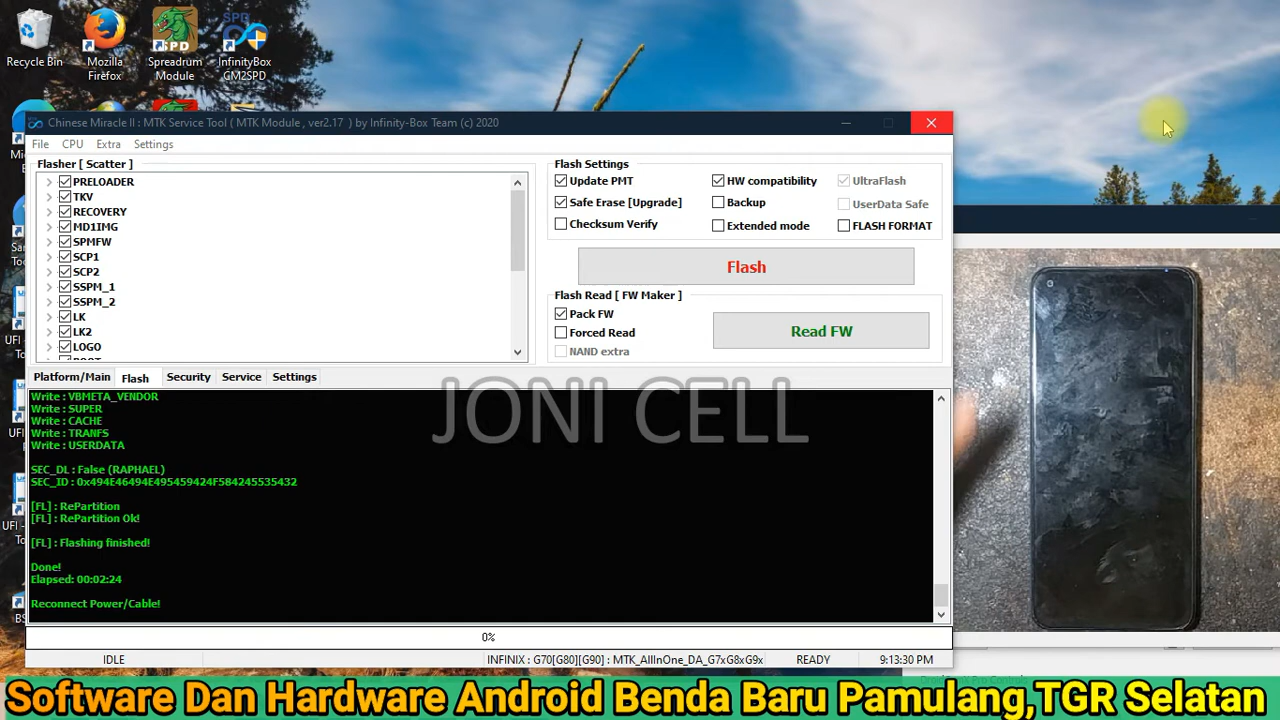 Recycle Bin
Mozilla Firefox
SPD
Spreadrum Module
SPD
InfinityBox CM2SPD
Chinese Miracle II : MTK Service Tool ( MTK Module , ver2.17 ) by Infinity-Box Team (c) 2020
File CPU Extra Settings
Flasher [ Scatter ]
PRELOADER
TKV
RECOVERY
MD1IMG
SPMFW
SCP1
SCP2
SSPM_1
SSPM_2
LK
LK2
LOGO
Flash Settings
Update PMT HW compatibility UltraFlash
Safe Erase [Upgrade] Backup UserData Safe
Checksum Verify Extended mode FLASH FORMAT
Flash
Flash Read [ FW Maker ]
Pack FW
Forced Read
NAND extra
Read FW
Platform/Main Flash Security Service Settings
Write : VBMETA_VENDOR
Write : SUPER
Write : CACHE
Write : TRANFS
Write : USERDATA
SEC_DL : False (RAPHAEL)
SEC_ID : 0x494E46494E495459424F584245535432
[FL] : RePartition
[FL] : RePartition Ok!
[FL] : Flashing finished!
Done!
Elapsed: 00:02:24
Reconnect Power/Cable!
JONI CELL
0%
IDLE INFINIX : G70[G80][G90] : MTK_AllInOne_DA_G7xG8xG9x READY 9:13:30 PM
UFI
UFI
UFI
Software Dan Hardware Android Benda Baru Pamulang,TGR Selatan